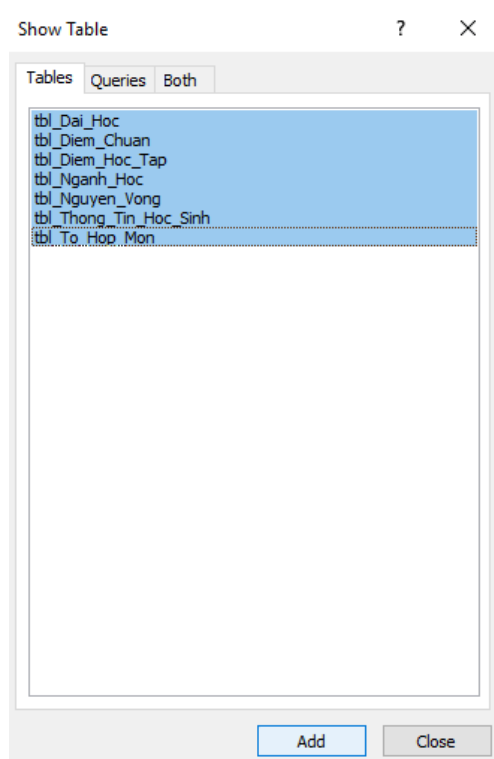 Show Table ?
Tables Queries Both
tbl_Dai_Hoc
tbl_Diem_Chuan
tbl_Diem_Hoc_Tap
tbl_Nganh_Hoc
tbl_Nguyen_Vong
tbl_Thong_Tin_Hoc_Sinh
tbl_To_Hop_Mon
Add Close